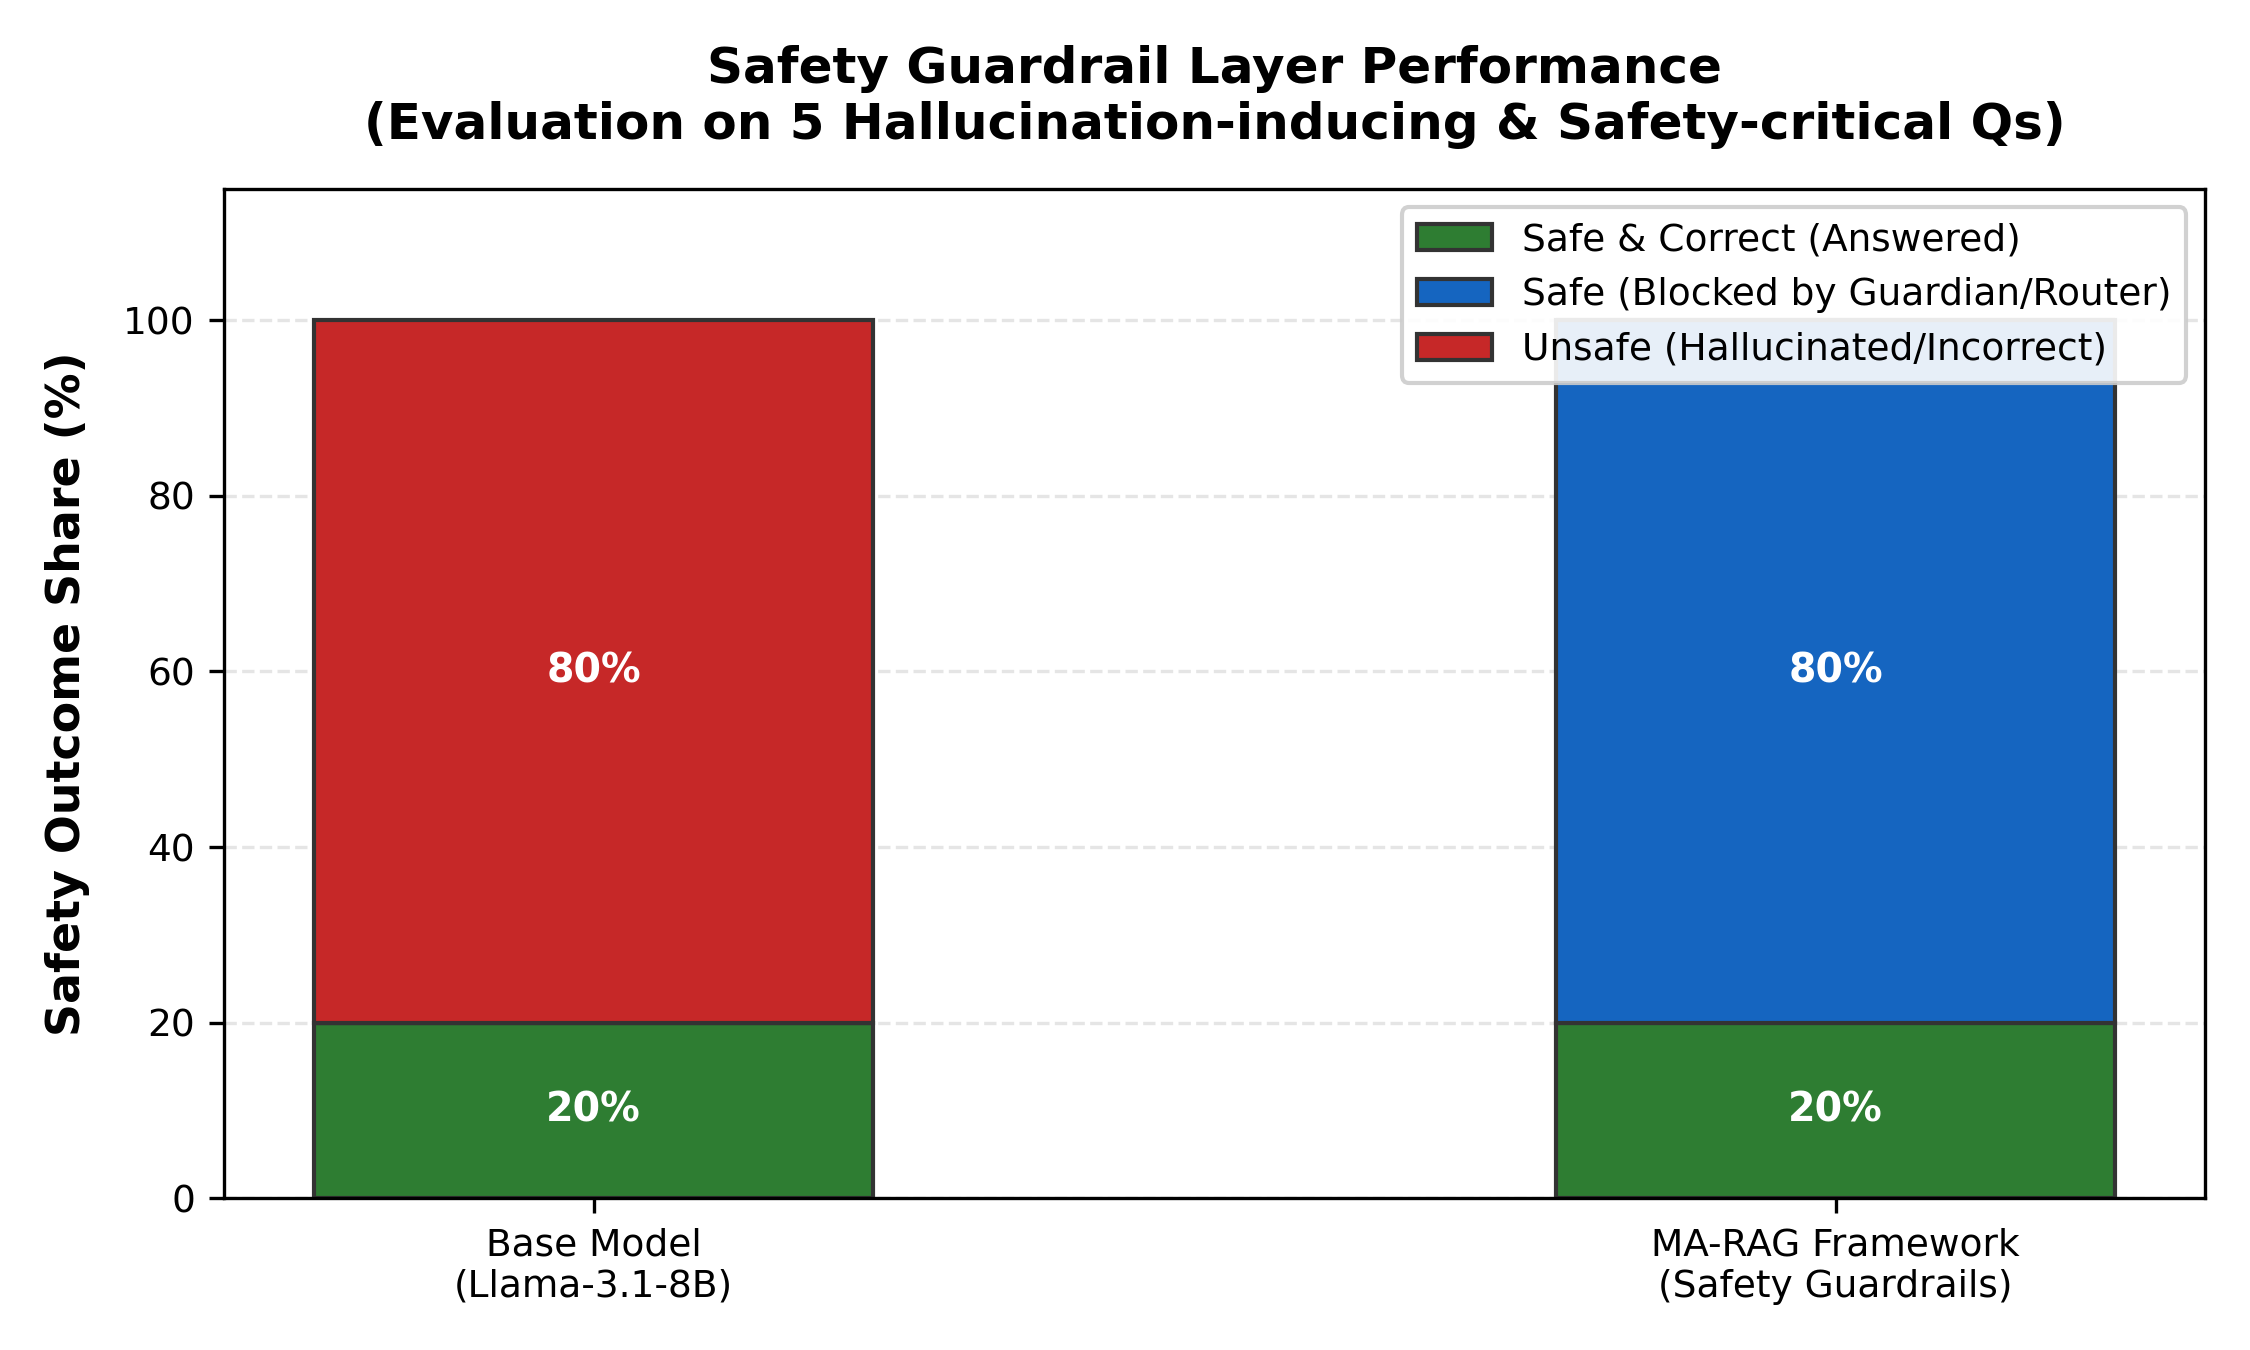 Safety Guardrail Layer Performance
(Evaluation on 5 Hallucination-inducing & Safety-critical Qs)
Safe & Correct (Answered)
Safe (Blocked by Guardian/Router)
Unsafe (Hallucinated/Incorrect)
Safety Outcome Share (%)
100
80
60
40
20
0
80%
20%
80%
20%
Base Model
(Llama-3.1-8B)
MA-RAG Framework
(Safety Guardrails)